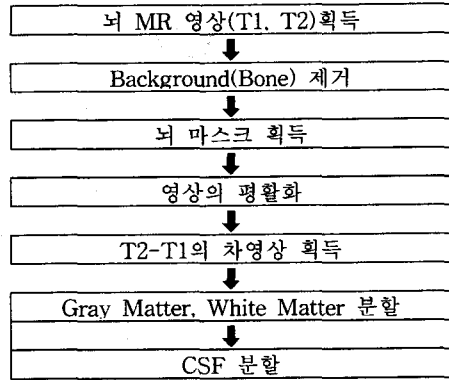 뇌 MR 영상(T1, T2)획득
Background(Bone) 제거
뇌 마스크 획득
영상의 평활화
T2-T1의 차영상 획득
Gray Matter, White Matter 분할
CSF 분할